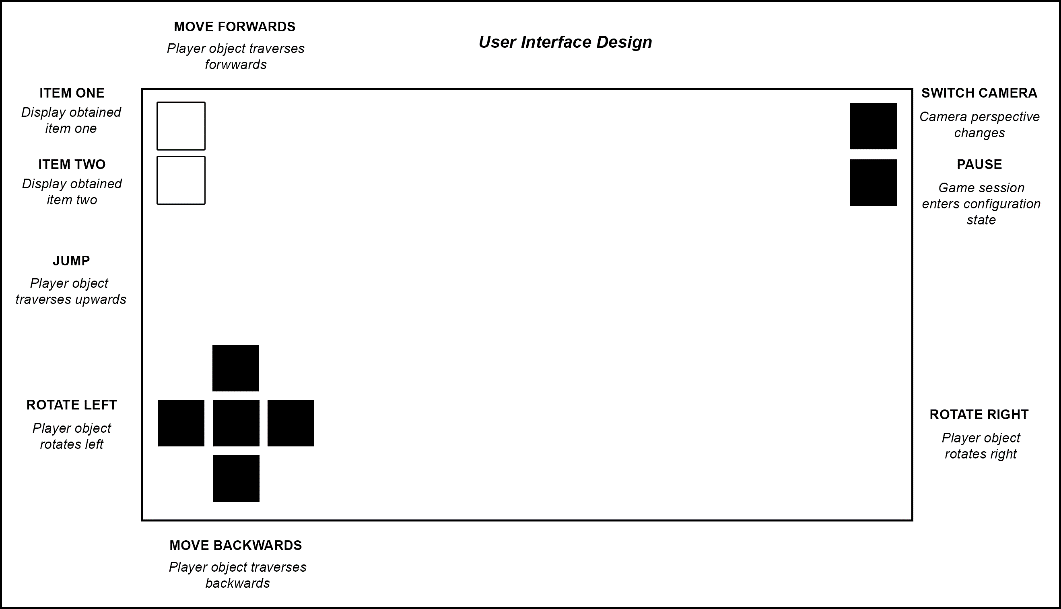 MOVE FORWARDS
Player object traverses
forwwards
User Interface Design
ITEM ONE
Display obtained
item one
ITEM TWO
Display obtained
item two
JUMP
Player object
traverses upwards
ROTATE LEFT
Player object
rotates left
SWITCH CAMERA
Camera perspective
changes
PAUSE
Game session
enters configuration
state
ROTATE RIGHT
Player object
rotates right
MOVE BACKWARDS
Player object traverses
backwards